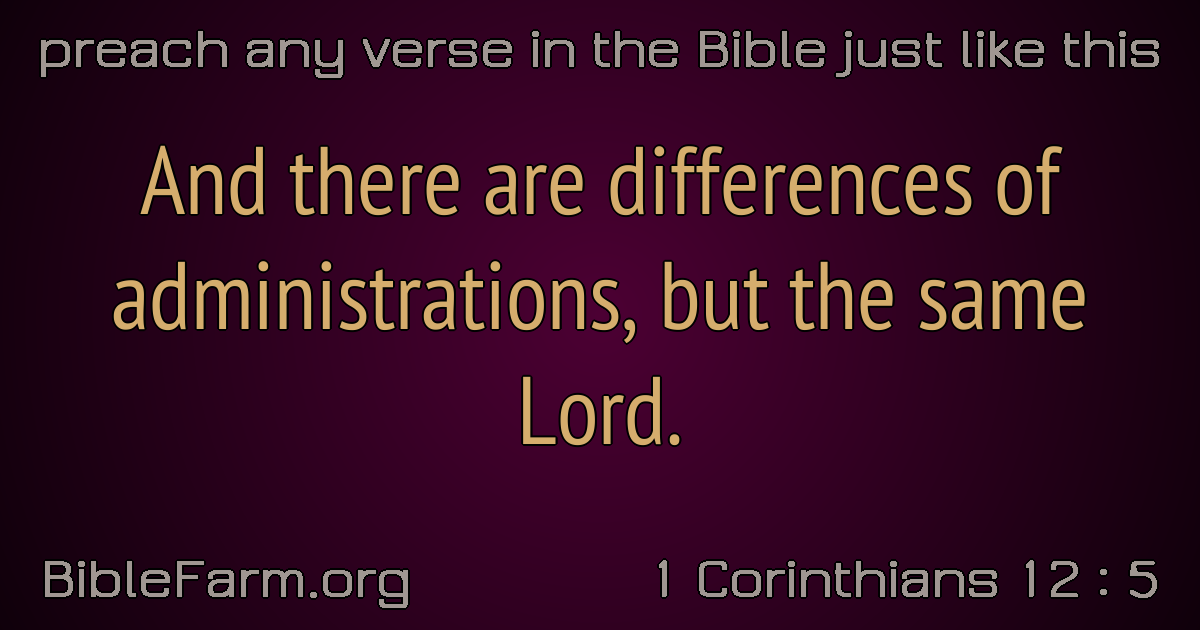 preach any verse in the Bible just like this
And there are differences of
administrations, but the same
Lord.
BibleFarm.org
1 Corinthians 12 : 5